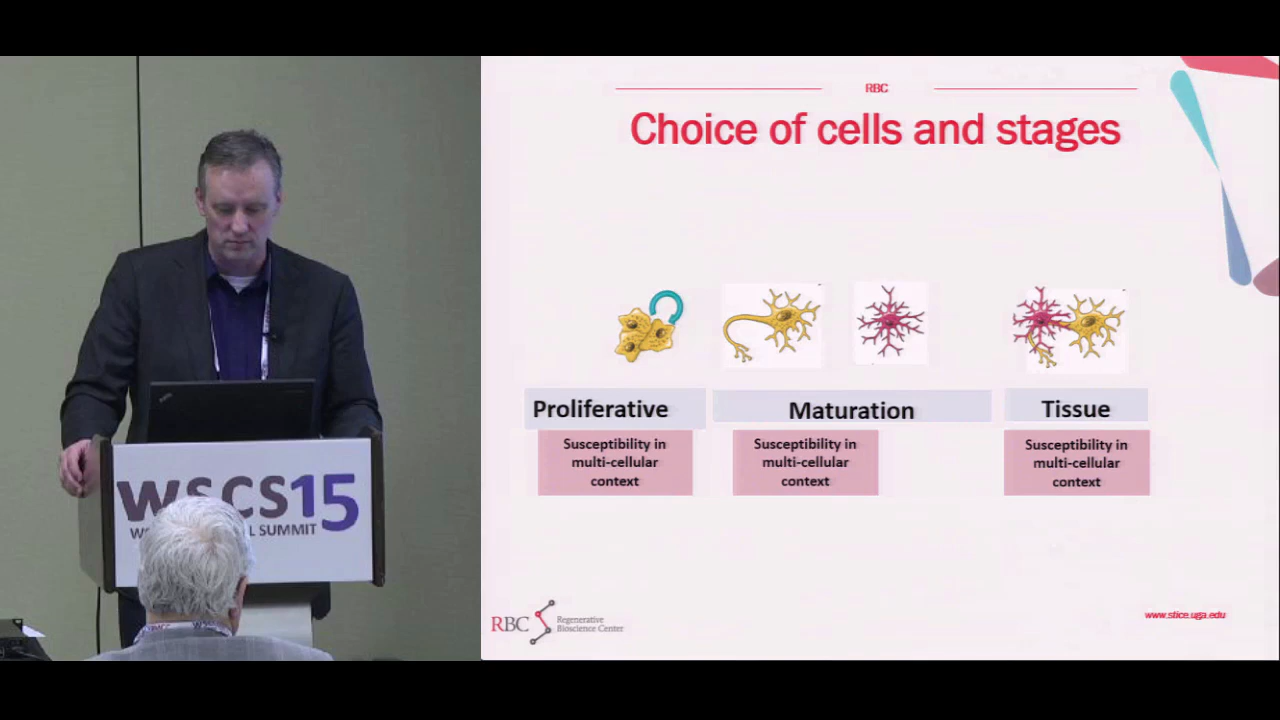 RBC
Choice of cells and stages
Proliferative
Maturation
Tissue
Susceptibility in
multi-cellular
context
Susceptibility in
multi-cellular
context
Susceptibility in
multi-cellular
context
RBC
Regenerative
Bioscience Center
www.stice.uga.edu
WSCS15
L SUMMIT